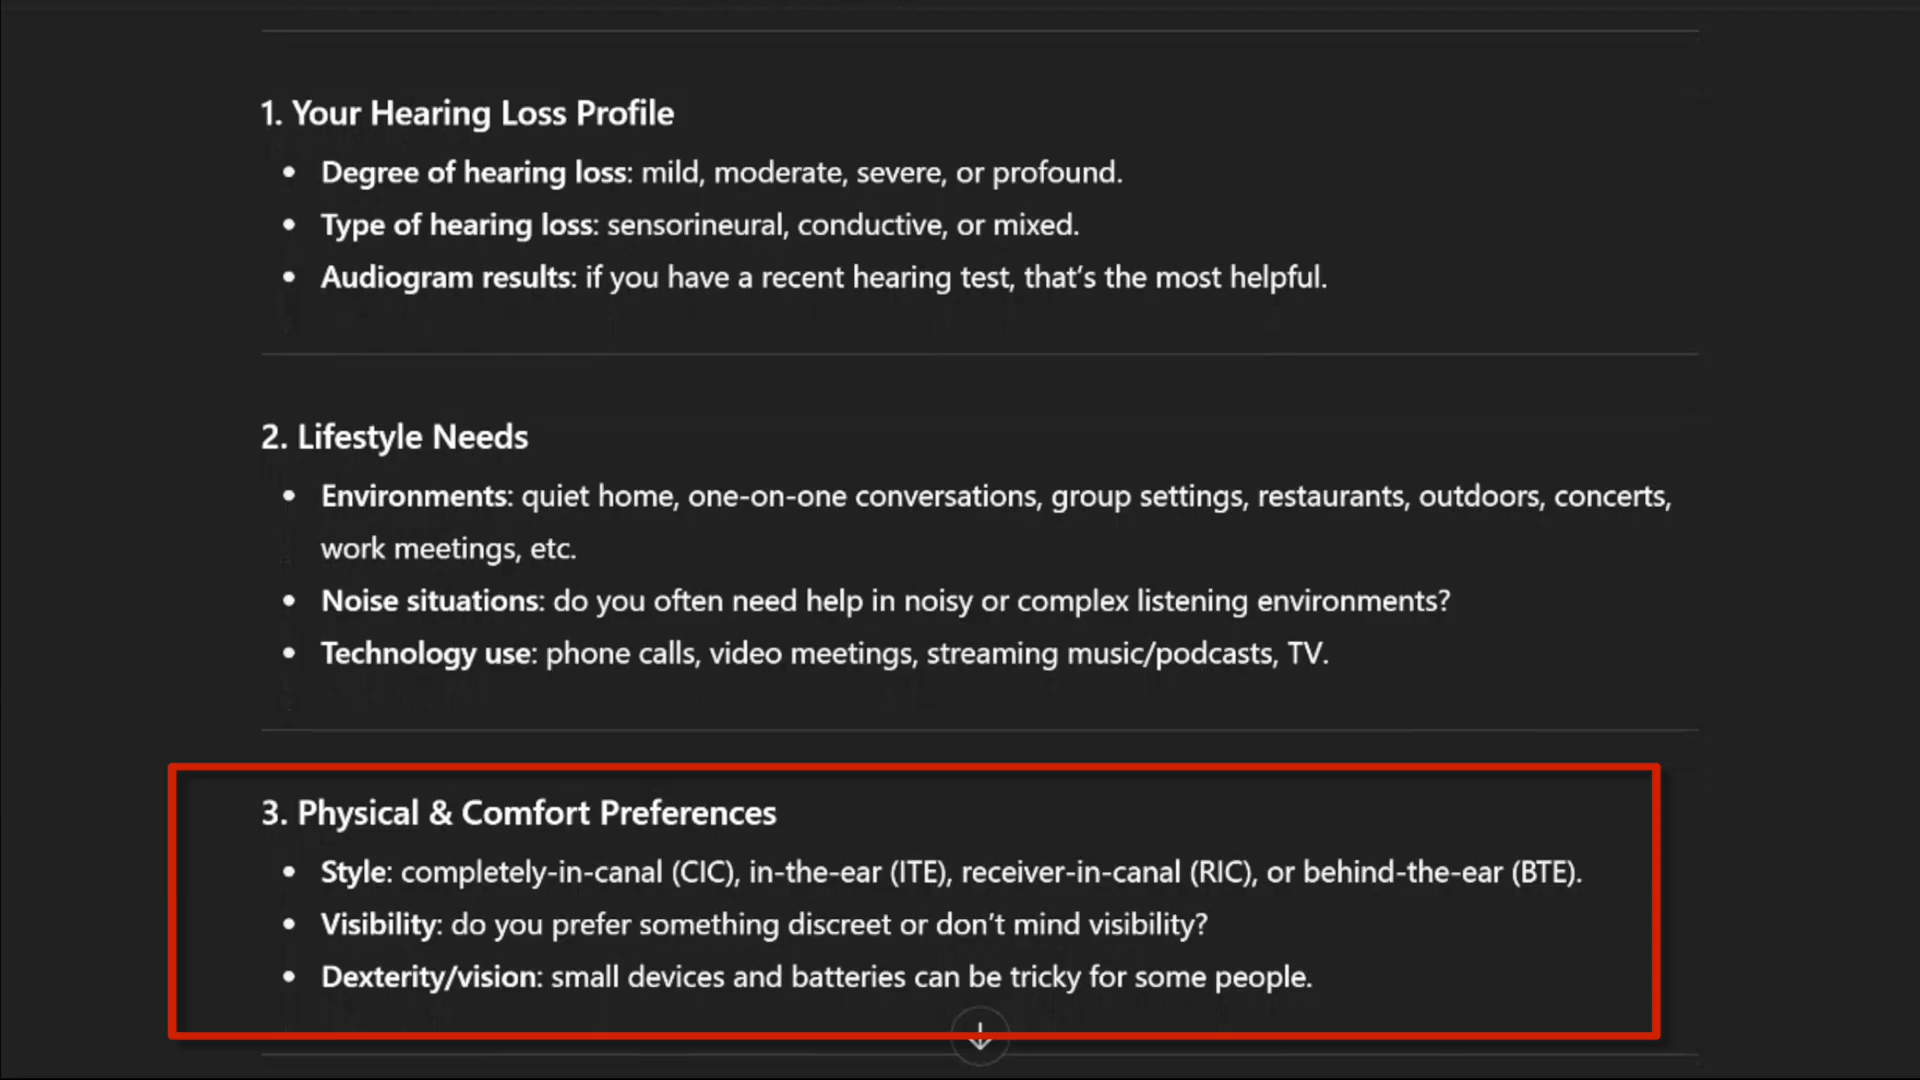 1. Your Hearing Loss Profile
• Degree of hearing loss: mild, moderate, severe, or profound.
• Type of hearing loss: sensorineural, conductive, or mixed.
• Audiogram results: if you have a recent hearing test, that’s the most helpful.
2. Lifestyle Needs
• Environments: quiet home, one-on-one conversations, group settings, restaurants, outdoors, concerts,
work meetings, etc.
• Noise situations: do you often need help in noisy or complex listening environments?
• Technology use: phone calls, video meetings, streaming music/podcasts, TV.
3. Physical & Comfort Preferences
• Style: completely-in-canal (CIC), in-the-ear (ITE), receiver-in-canal (RIC), or behind-the-ear (BTE).
• Visibility: do you prefer something discreet or don’t mind visibility?
• Dexterity/vision: small devices and batteries can be tricky for some people.